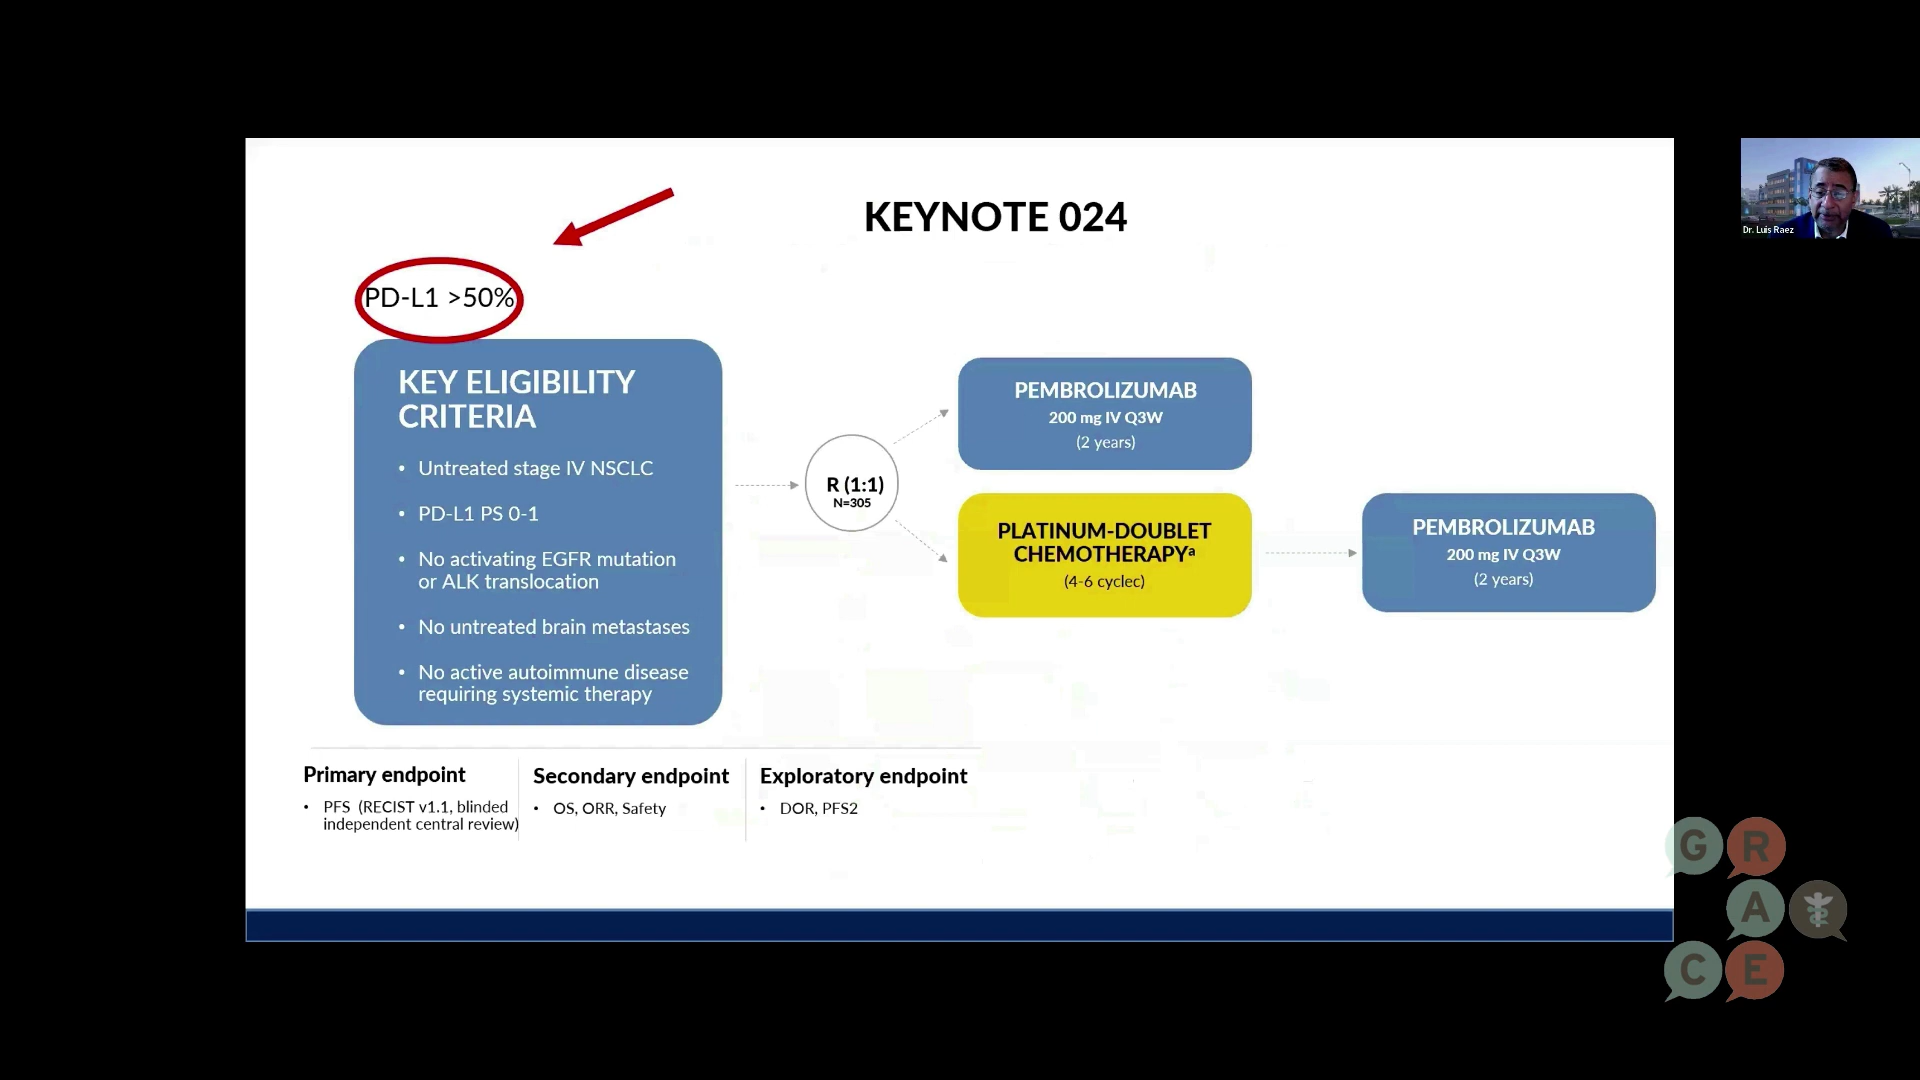 KEYNOTE 024
PD-L1 >50%
KEY ELIGIBILITY
CRITERIA
• Untreated stage IV NSCLC
• PD-L1 PS 0-1
• No activating EGFR mutation
or ALK translocation
• No untreated brain metastases
• No active autoimmune disease
requiring systemic therapy
R (1:1)
N=305
PEMBROLIZUMAB
200 mg IV Q3W
(2 years)
PLATINUM-DOUBLET
CHEMOTHERAPYª
(4-6 cyclec)
PEMBROLIZUMAB
200 mg IV Q3W
(2 years)
Primary endpoint
• PFS (RECIST v1.1, blinded
independent central review)
Secondary endpoint
• OS, ORR, Safety
Exploratory endpoint
• DOR, PFS2
Dr. Luis Raez
G R
A
C E